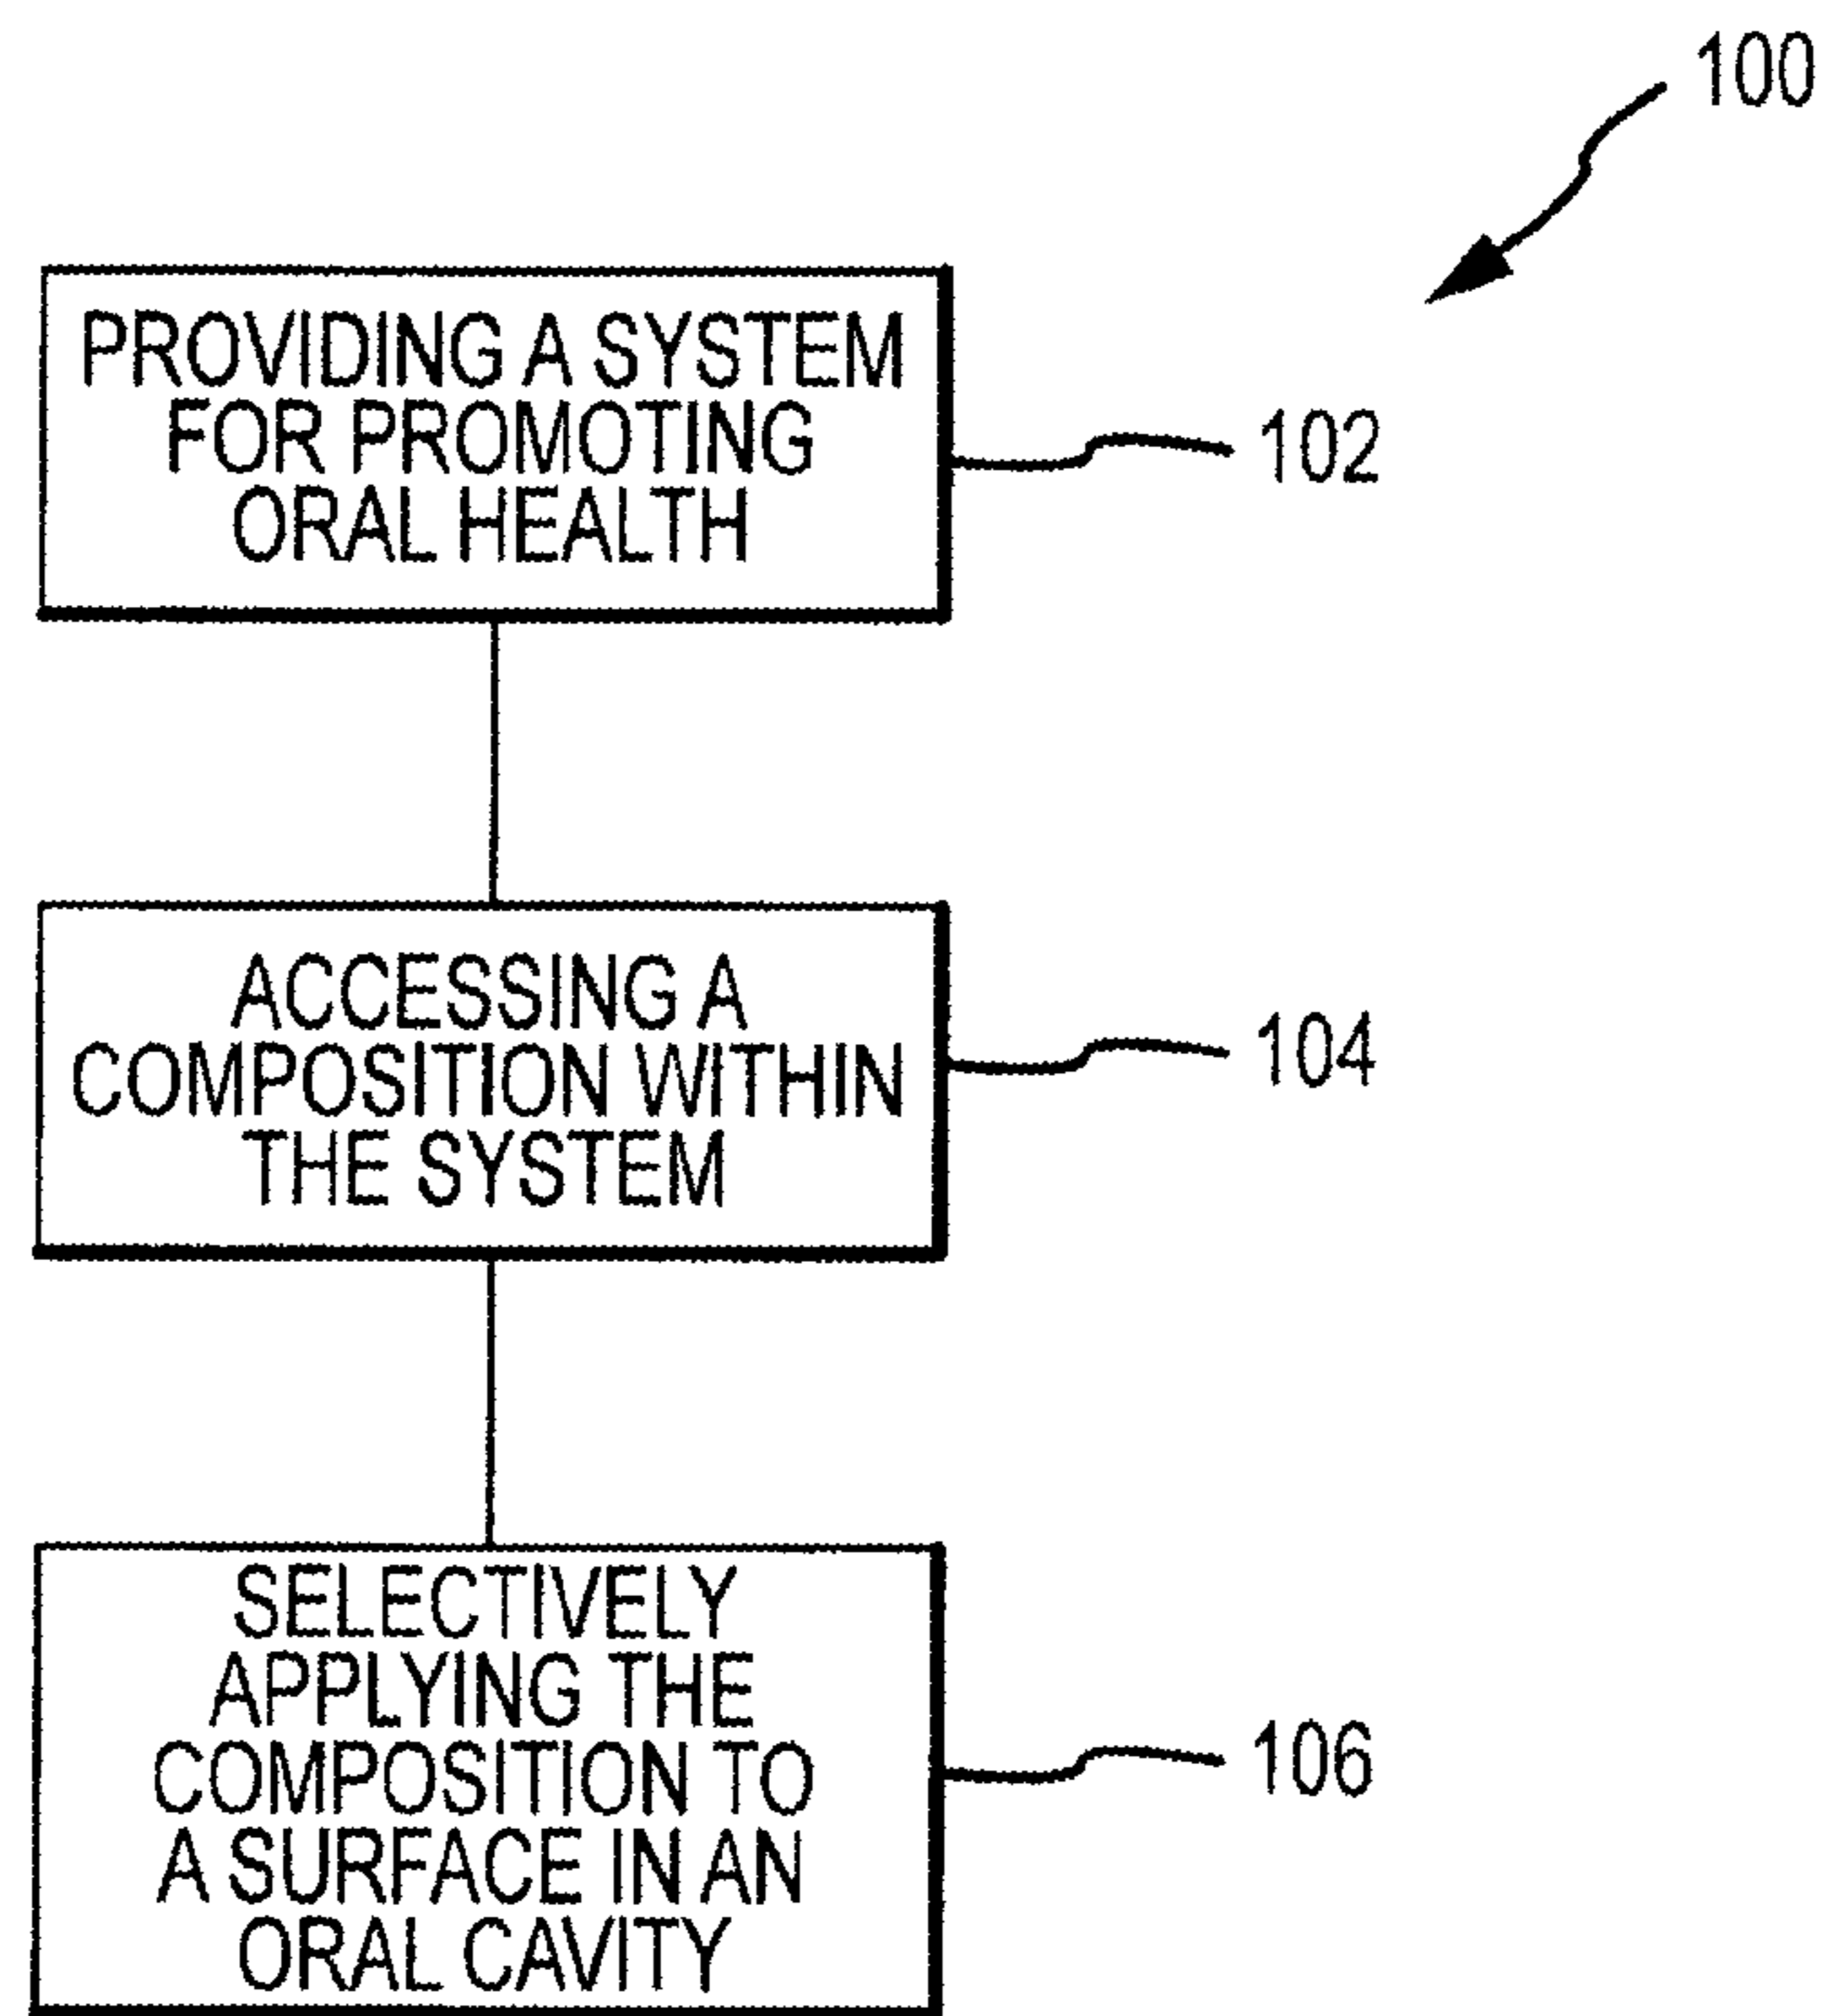 100
PROVIDING A SYSTEM
FOR PROMOTING
ORAL HEALTH
102
ACCESSING A
COMPOSITION WITHIN
THE SYSTEM
104
SELECTIVELY
APPLYING THE
COMPOSITION TO
A SURFACE IN AN
ORAL CAVITY
106